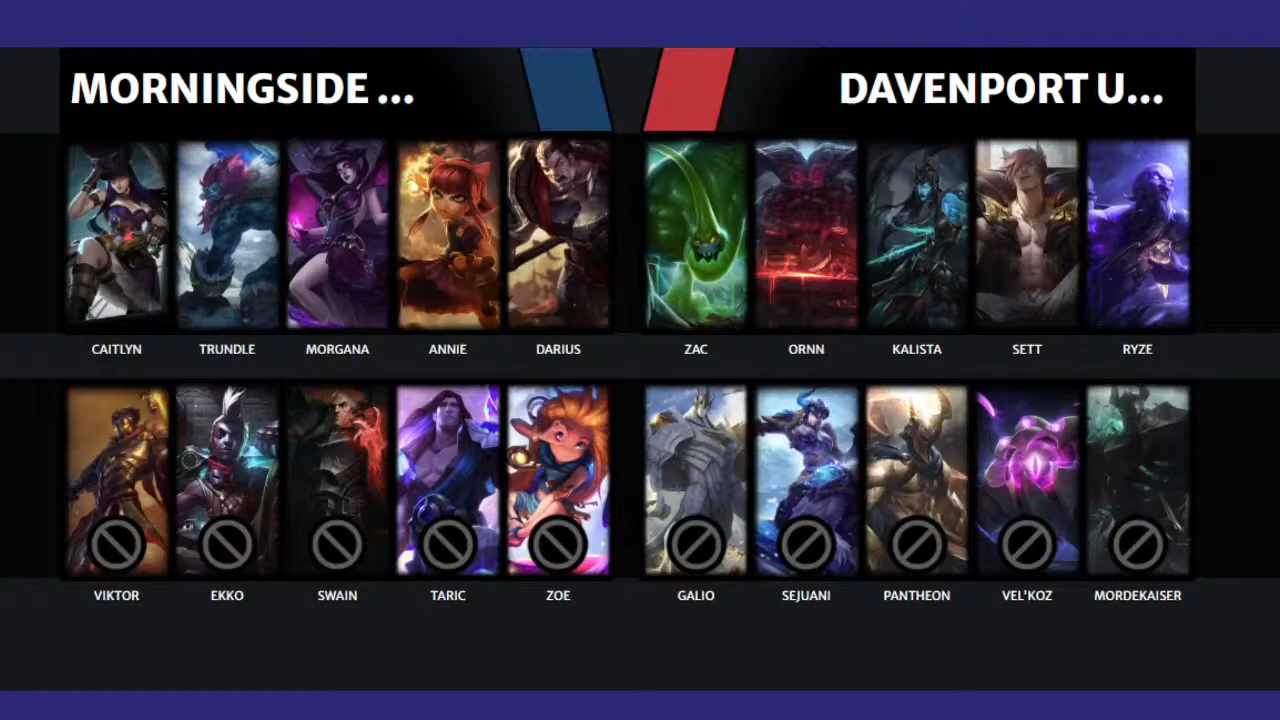 MORNINGSIDE ...
DAVENPORT U...
CAITLYN
TRUNDLE
MORGANA
ANNIE
DARIUS
ZAC
ORNN
KALISTA
SETT
RYZE
VIKTOR
EKKO
SWAIN
TARIC
ZOE
GALIO
SEJUANI
PANTHEON
VEL'KOZ
MORDEKAISER